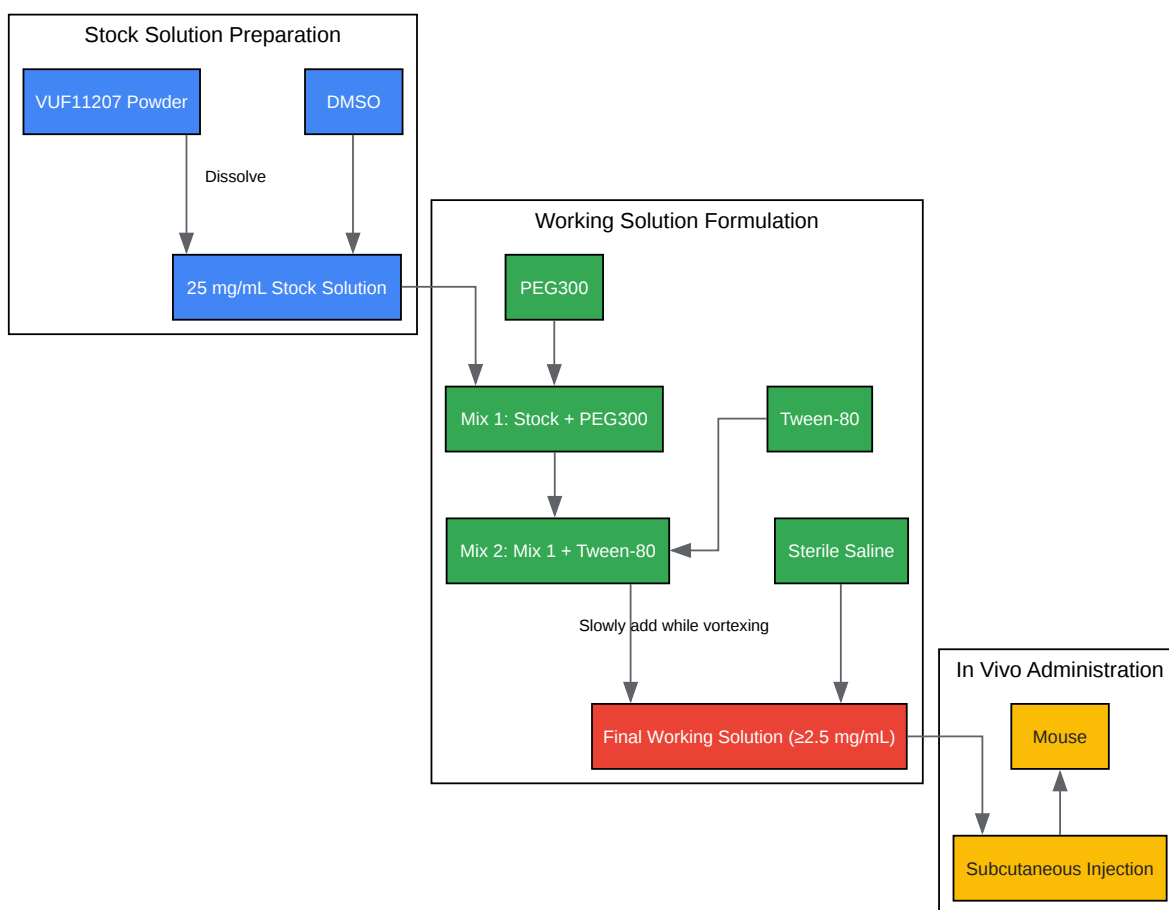 Stock Solution Preparation
VUF11207 Powder
DMSO
Dissolve
25 mg/mL Stock Solution
Working Solution Formulation
PEG300
Mix 1: Stock + PEG300
Tween-80
Mix 2: Mix 1 + Tween-80
Sterile Saline
Slowly add while vortexing
Final Working Solution (≥2.5 mg/mL)
In Vivo Administration
Mouse
Subcutaneous Injection